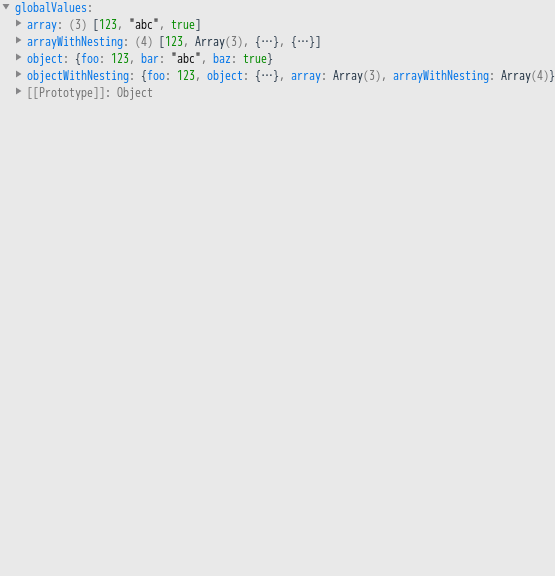 globalValues:
array: (3) [123, "abc", true]
arrayWithNesting: (4) [123, Array(3), {…}, {…}]
object: {foo: 123, bar: "abc", baz: true}
objectWithNesting: {foo: 123, object: {…}, array: Array(3), arrayWithNesting: Array(4)}
[[Prototype]]: Object